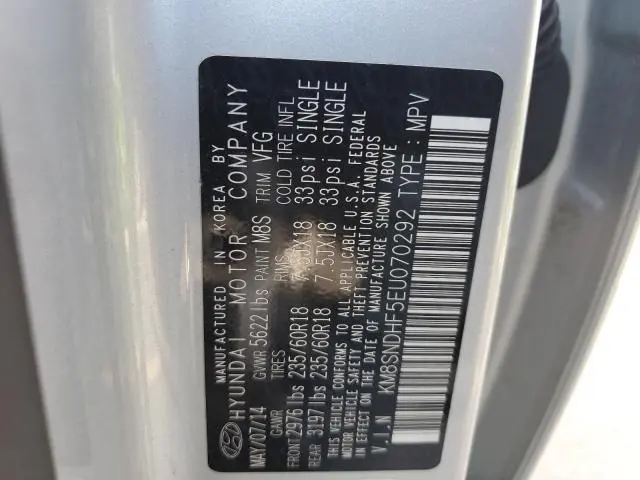 MANUFACTURED IN KOREA BY
HYUNDAI MOTOR COMPANY
MAY/07/14 GVWR 5622 lbs PAINT M8S TRIM VFG
GAWR TIRES RIMS COLD TIRE INFL
FRONT 2976 lbs 235/60R18 7.5JX18 33psi SINGLE
REAR 3197 lbs 235/60R18 7.5JX18 33psi SINGLE
THIS VEHICLE CONFORMS TO ALL APPLICABLE U.S.A. FEDERAL
MOTOR VEHICLE SAFETY AND THEFT PREVENTION STANDARDS
IN EFFECT ON THE DATE OF MANUFACTURE SHOWN ABOVE
V.I.N KM8SNDHF5EU070292 TYPE : MPV